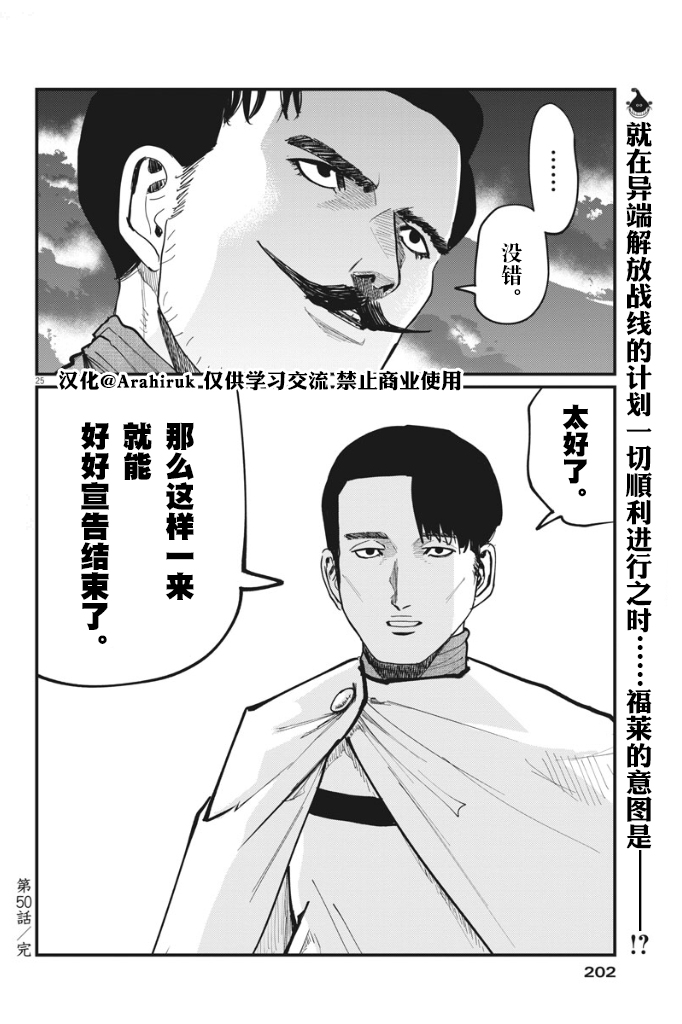 ……
没错。
25
汉化@Arahiruk 仅供学习交流 禁止商业使用
太好了。
那么这样一来
就能
好好宣告结束了。
就在异端解放战线的计划一切順利进行之时……福莱的意图是——!?
第50話／完
202